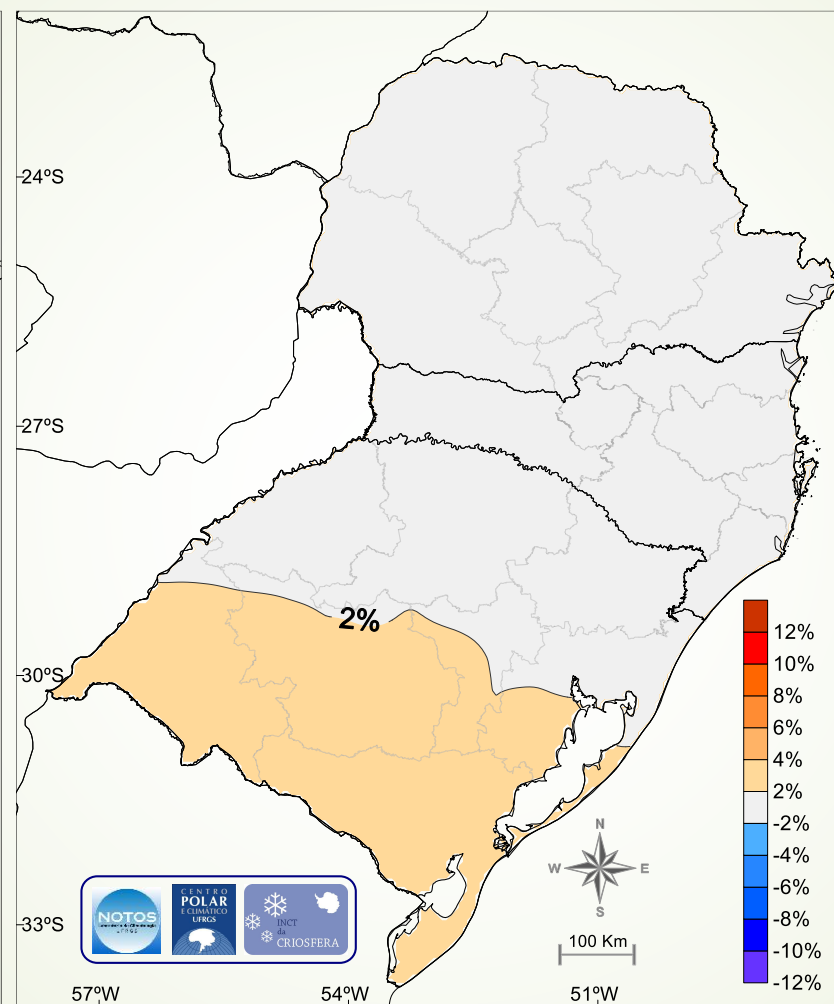 24ºS
27ºS
2%
30ºS
33ºS
57ºW
54ºW
51ºW
12%
10%
8%
6%
4%
2%
-2%
-4%
-6%
-8%
-10%
-12%
N
W
E
S
100 Km
NOTOS
CENTRO
POLAR
E CLIMÁTICO
UFRGS
INCT
da
CRIOSFERA